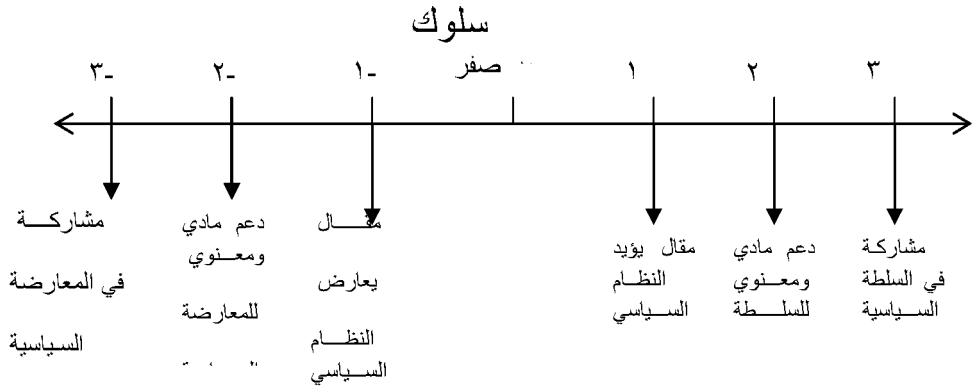 سلوك
٣ ٢ ١ صفر -١ -٢ -٣
مشاركة
في السلطة
السياسية
دعم مادي
ومعنوي
للسلطة
مقال يؤيد
النظام
السياسي
مقال
يعارض
النظام
السياسي
دعم مادي
ومعنوي
للمعارضة
مشاركة
في المعارضة
السياسية